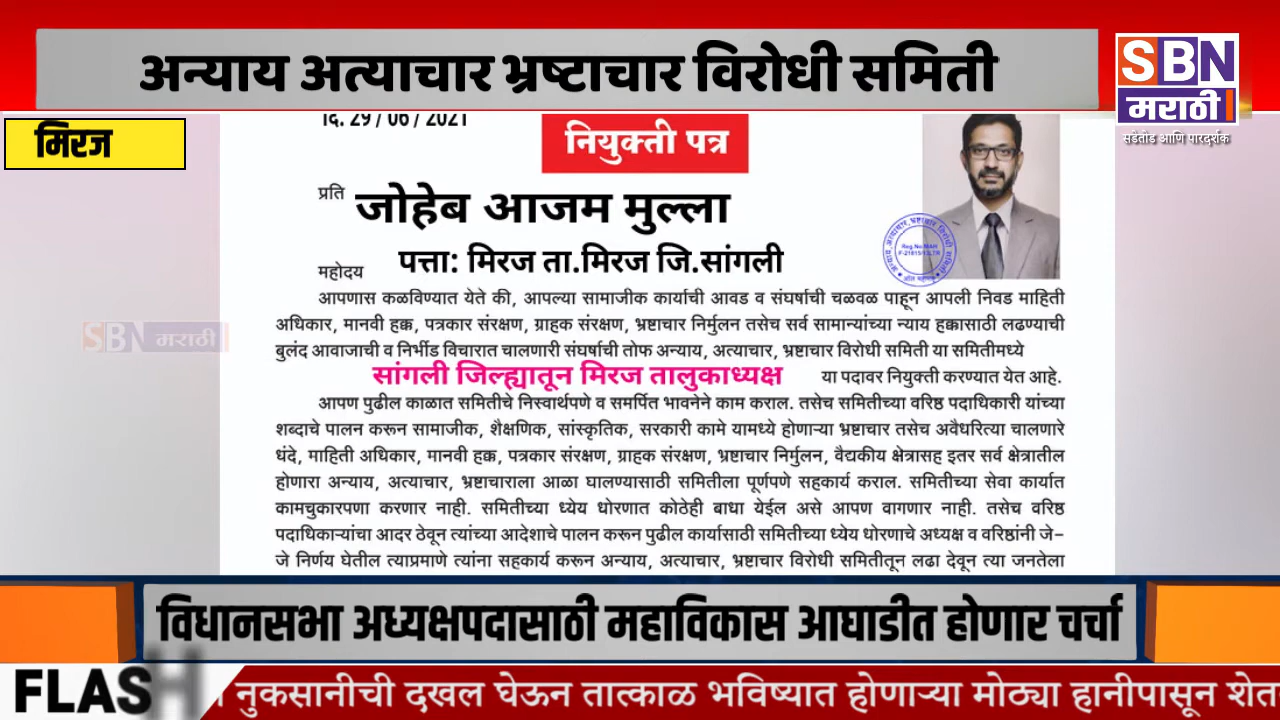 अन्याय अत्याचार भ्रष्टाचार विरोधी समिती
SBN
मराठी
सडेतोड आणि पारदर्शक
मिरज
दि. 29 / 06 / 2021
नियुक्ती पत्र
प्रति
जोहेब आजम मुल्ला
पत्ता: मिरज ता.मिरज जि.सांगली
महोदय
आपणास कळविण्यात येते की, आपल्या सामाजीक कार्याची आवड व संघर्षाची चळवळ पाहून आपली निवड माहिती
अधिकार, मानवी हक्क, पत्रकार संरक्षण, ग्राहक संरक्षण, भ्रष्टाचार निर्मुलन तसेच सर्व सामान्यांच्या न्याय हक्कासाठी लढण्याची
बुलंद आवाजाची व निर्भीड विचारात चालणारी संघर्षाची तोफ अन्याय, अत्याचार, भ्रष्टाचार विरोधी समिती या समितीमध्ये
सांगली जिल्ह्यातून मिरज तालुकाध्यक्ष या पदावर नियुक्ती करण्यात येत आहे.
आपण पुढील काळात समितीचे निस्वार्थपणे व समर्पित भावनेने काम कराल. तसेच समितीच्या वरिष्ठ पदाधिकारी यांच्या
शब्दाचे पालन करून सामाजीक, शैक्षणिक, सांस्कृतिक, सरकारी कामे यामध्ये होणाऱ्या भ्रष्टाचार तसेच अवैधरित्या चालणारे
धंदे, माहिती अधिकार, मानवी हक्क, पत्रकार संरक्षण, ग्राहक संरक्षण, भ्रष्टाचार निर्मुलन, वैद्यकीय क्षेत्रासह इतर सर्व क्षेत्रातील
होणारा अन्याय, अत्याचार, भ्रष्टाचाराला आळा घालण्यासाठी समितीला पूर्णपणे सहकार्य कराल. समितीच्या सेवा कार्यात
कामचुकारपणा करणार नाही. समितीच्या ध्येय धोरणात कोठेही बाधा येईल असे आपण वागणार नाही. तसेच वरिष्ठ
पदाधिकाऱ्यांचा आदर ठेवून त्यांच्या आदेशाचे पालन करून पुढील कार्यासाठी समितीच्या ध्येय धोरणाचे अध्यक्ष व वरिष्ठांनी जे-
जे निर्णय घेतील त्याप्रमाणे त्यांना सहकार्य करून अन्याय, अत्याचार, भ्रष्टाचार विरोधी समितीतून लढा देवून त्या जनतेला
SBN मराठी
विधानसभा अध्यक्षपदासाठी महाविकास आघाडीत होणार चर्चा
FLASH
नुकसानीची दखल घेऊन तात्काळ भविष्यात होणाऱ्या मोठ्या हानीपासून शेता